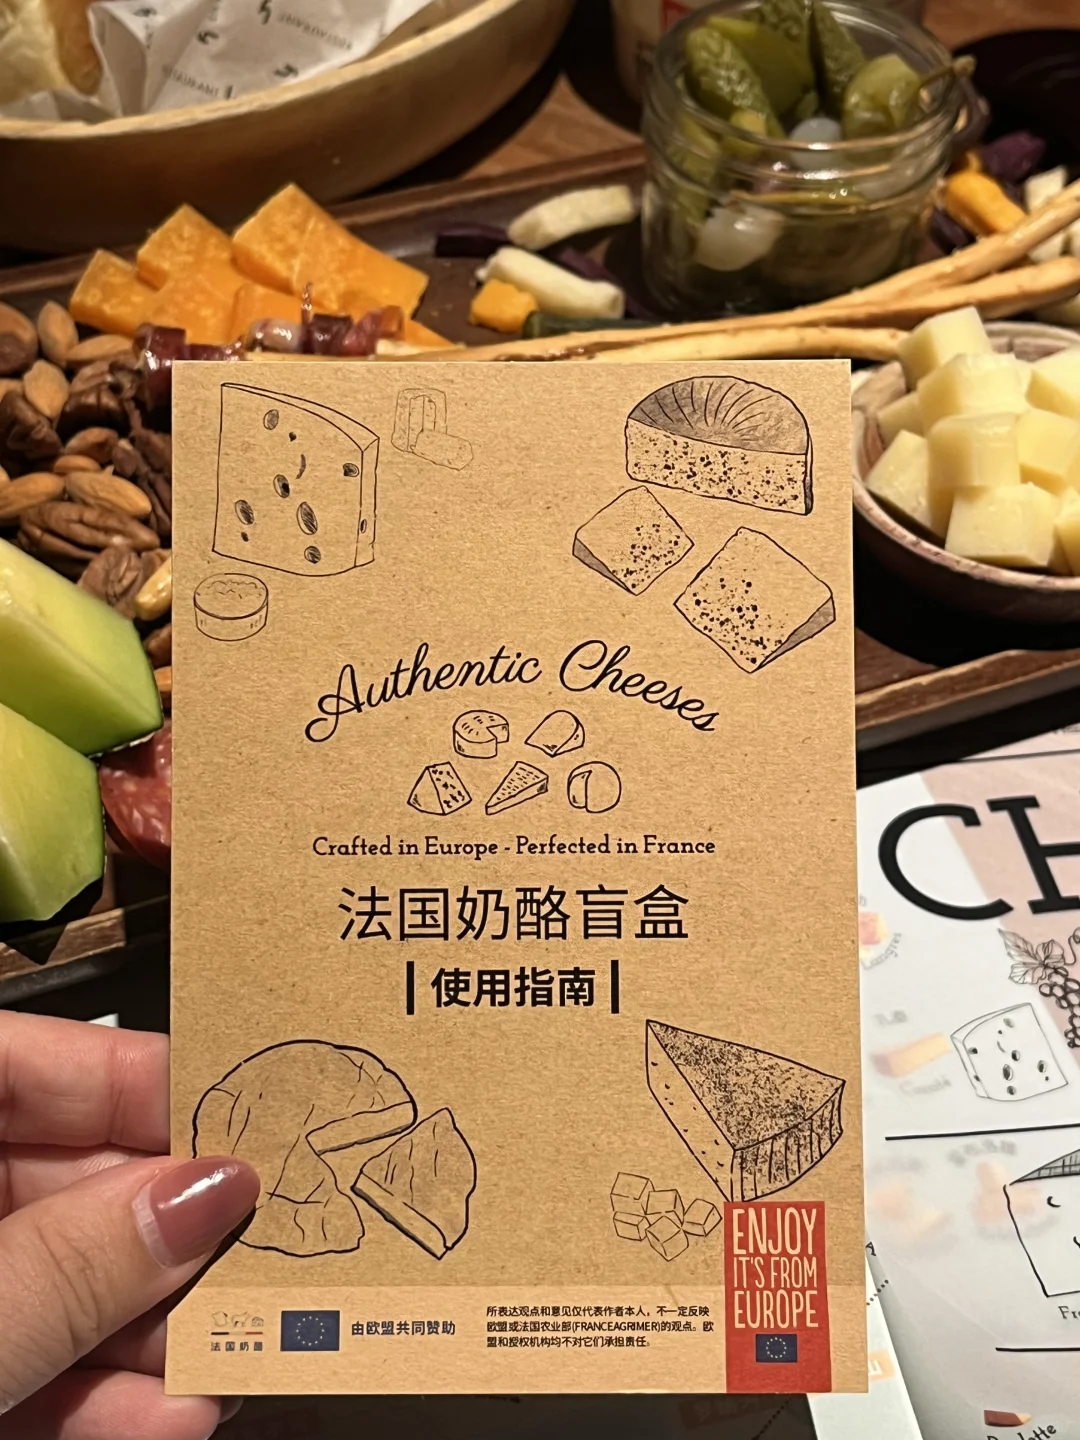 Authentic Cheeses
Crafted in Europe - Perfected in France
法国奶酪盲盒
使用指南
CH
ENJOY
IT'S FROM
EUROPE
法国奶酪
由欧盟共同赞助
所表达观点和意见仅代表作者本人，不一定反映
欧盟或法国农业部(FRANCEAGRIMER)的观点。欧
盟和授权机构均不对它们承担责任。